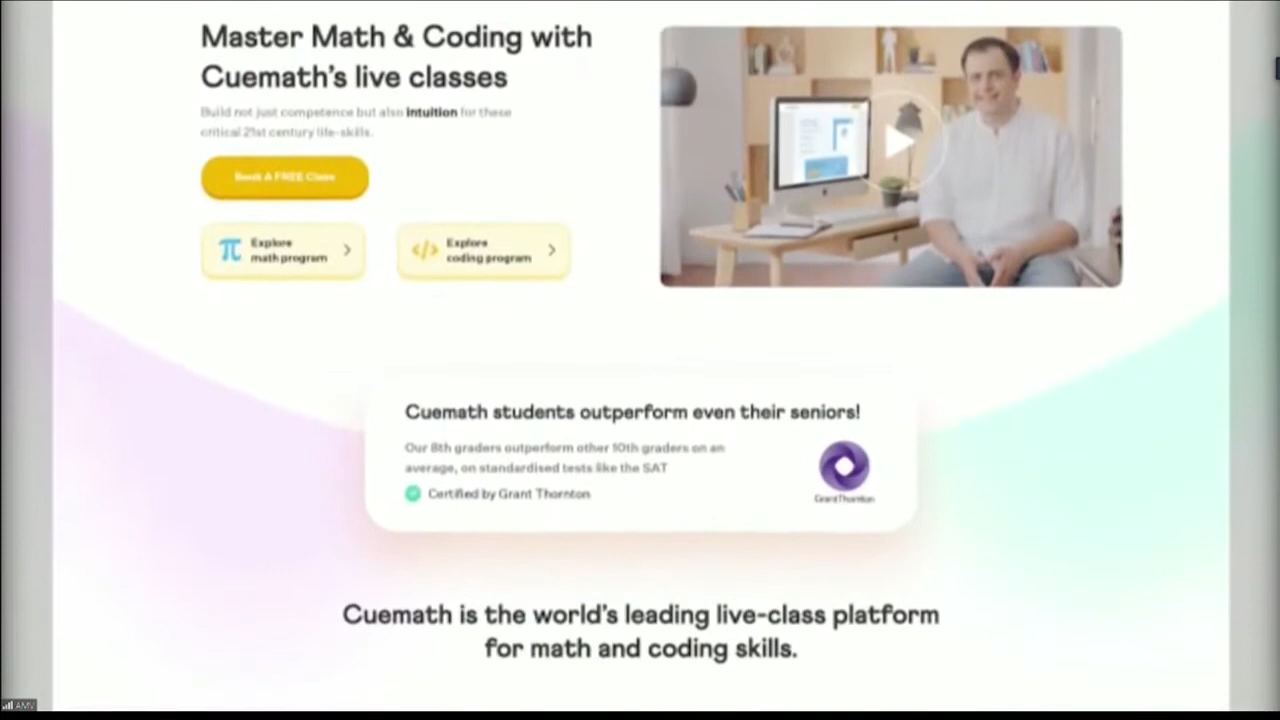 Master Math & Coding with
Cuemath's live classes
Build not just competence but also intuition for these
critical 21st century life-skills.
Book A FREE Class
Explore
math program
Explore
coding program
Cuemath students outperform even their seniors!
Our 8th graders outperform other 10th graders on an
average, on standardised tests like the SAT
Certified by Grant Thornton
GrantThornton
Cuemath is the world's leading live-class platform
for math and coding skills.
AMV